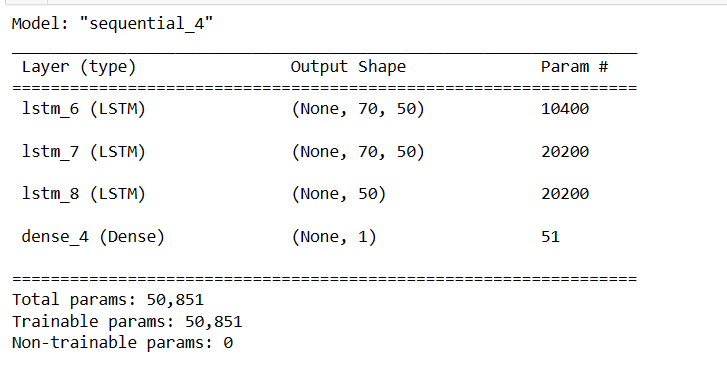 Model: "sequential_4"
_________________________________________________________________
Layer (type) Output Shape Param #
=================================================================
lstm_6 (LSTM) (None, 70, 50) 10400
lstm_7 (LSTM) (None, 70, 50) 20200
lstm_8 (LSTM) (None, 50) 20200
dense_4 (Dense) (None, 1) 51
=================================================================
Total params: 50,851
Trainable params: 50,851
Non-trainable params: 0